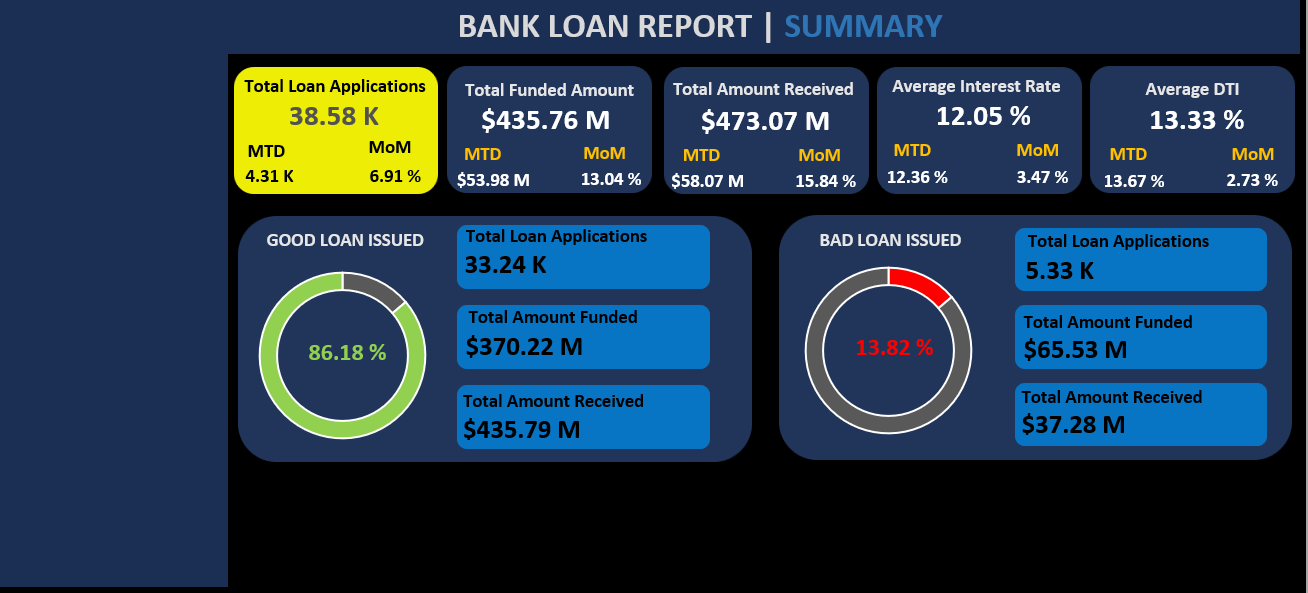 BANK LOAN REPORT | SUMMARY
Total Loan Applications
38.58 K
MTD
MoM
4.31 K
6.91 %
Total Funded Amount
$435.76 M
MTD
MoM
$53.98 M
13.04 %
Total Amount Received
$473.07 M
MTD
MoM
$58.07 M
15.84 %
Average Interest Rate
12.05 %
MTD
MoM
12.36 %
3.47 %
Average DTI
13.33 %
MTD
MoM
13.67 %
2.73 %
GOOD LOAN ISSUED
86.18 %
Total Loan Applications
33.24 K
Total Amount Funded
$370.22 M
Total Amount Received
$435.79 M
BAD LOAN ISSUED
13.82 %
Total Loan Applications
5.33 K
Total Amount Funded
$65.53 M
Total Amount Received
$37.28 M